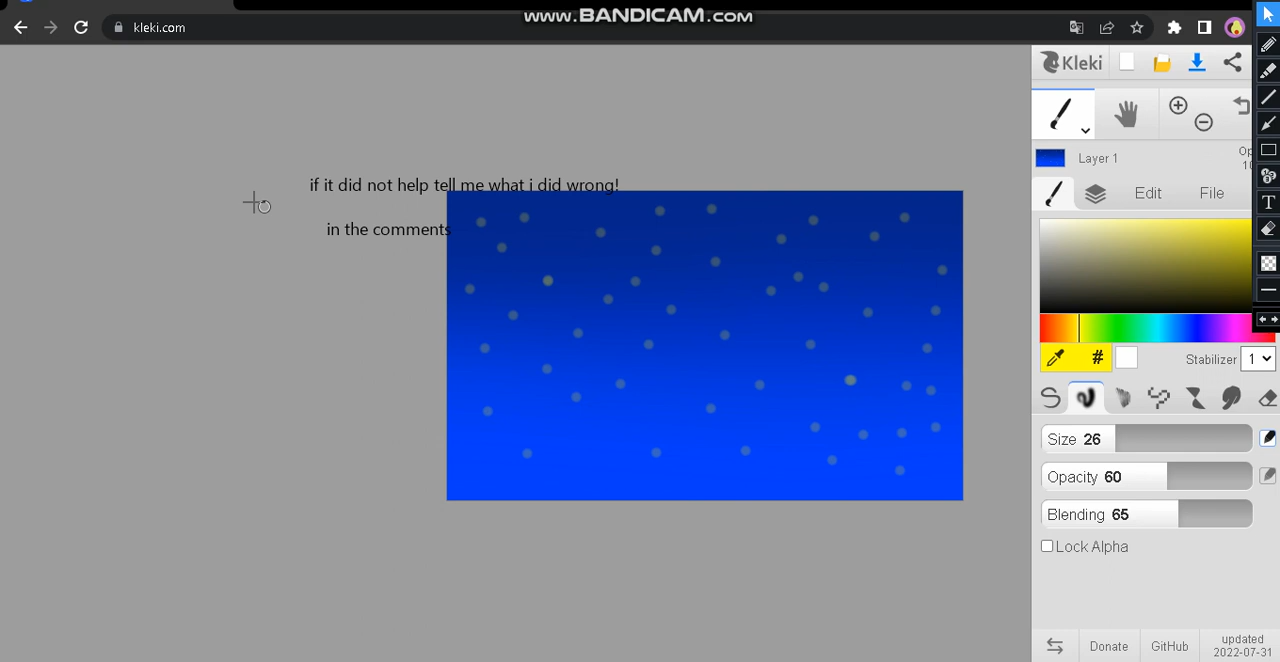 www.BANDICAM.com
kleki.com
Kleki
if it did not help tell me what i did wrong!
in the comments
Layer 1
Edit
File
#
Stabilizer 1
T
Size 26
Opacity 60
Blending 65
Lock Alpha
Donate
GitHub
updated
2022-07-31